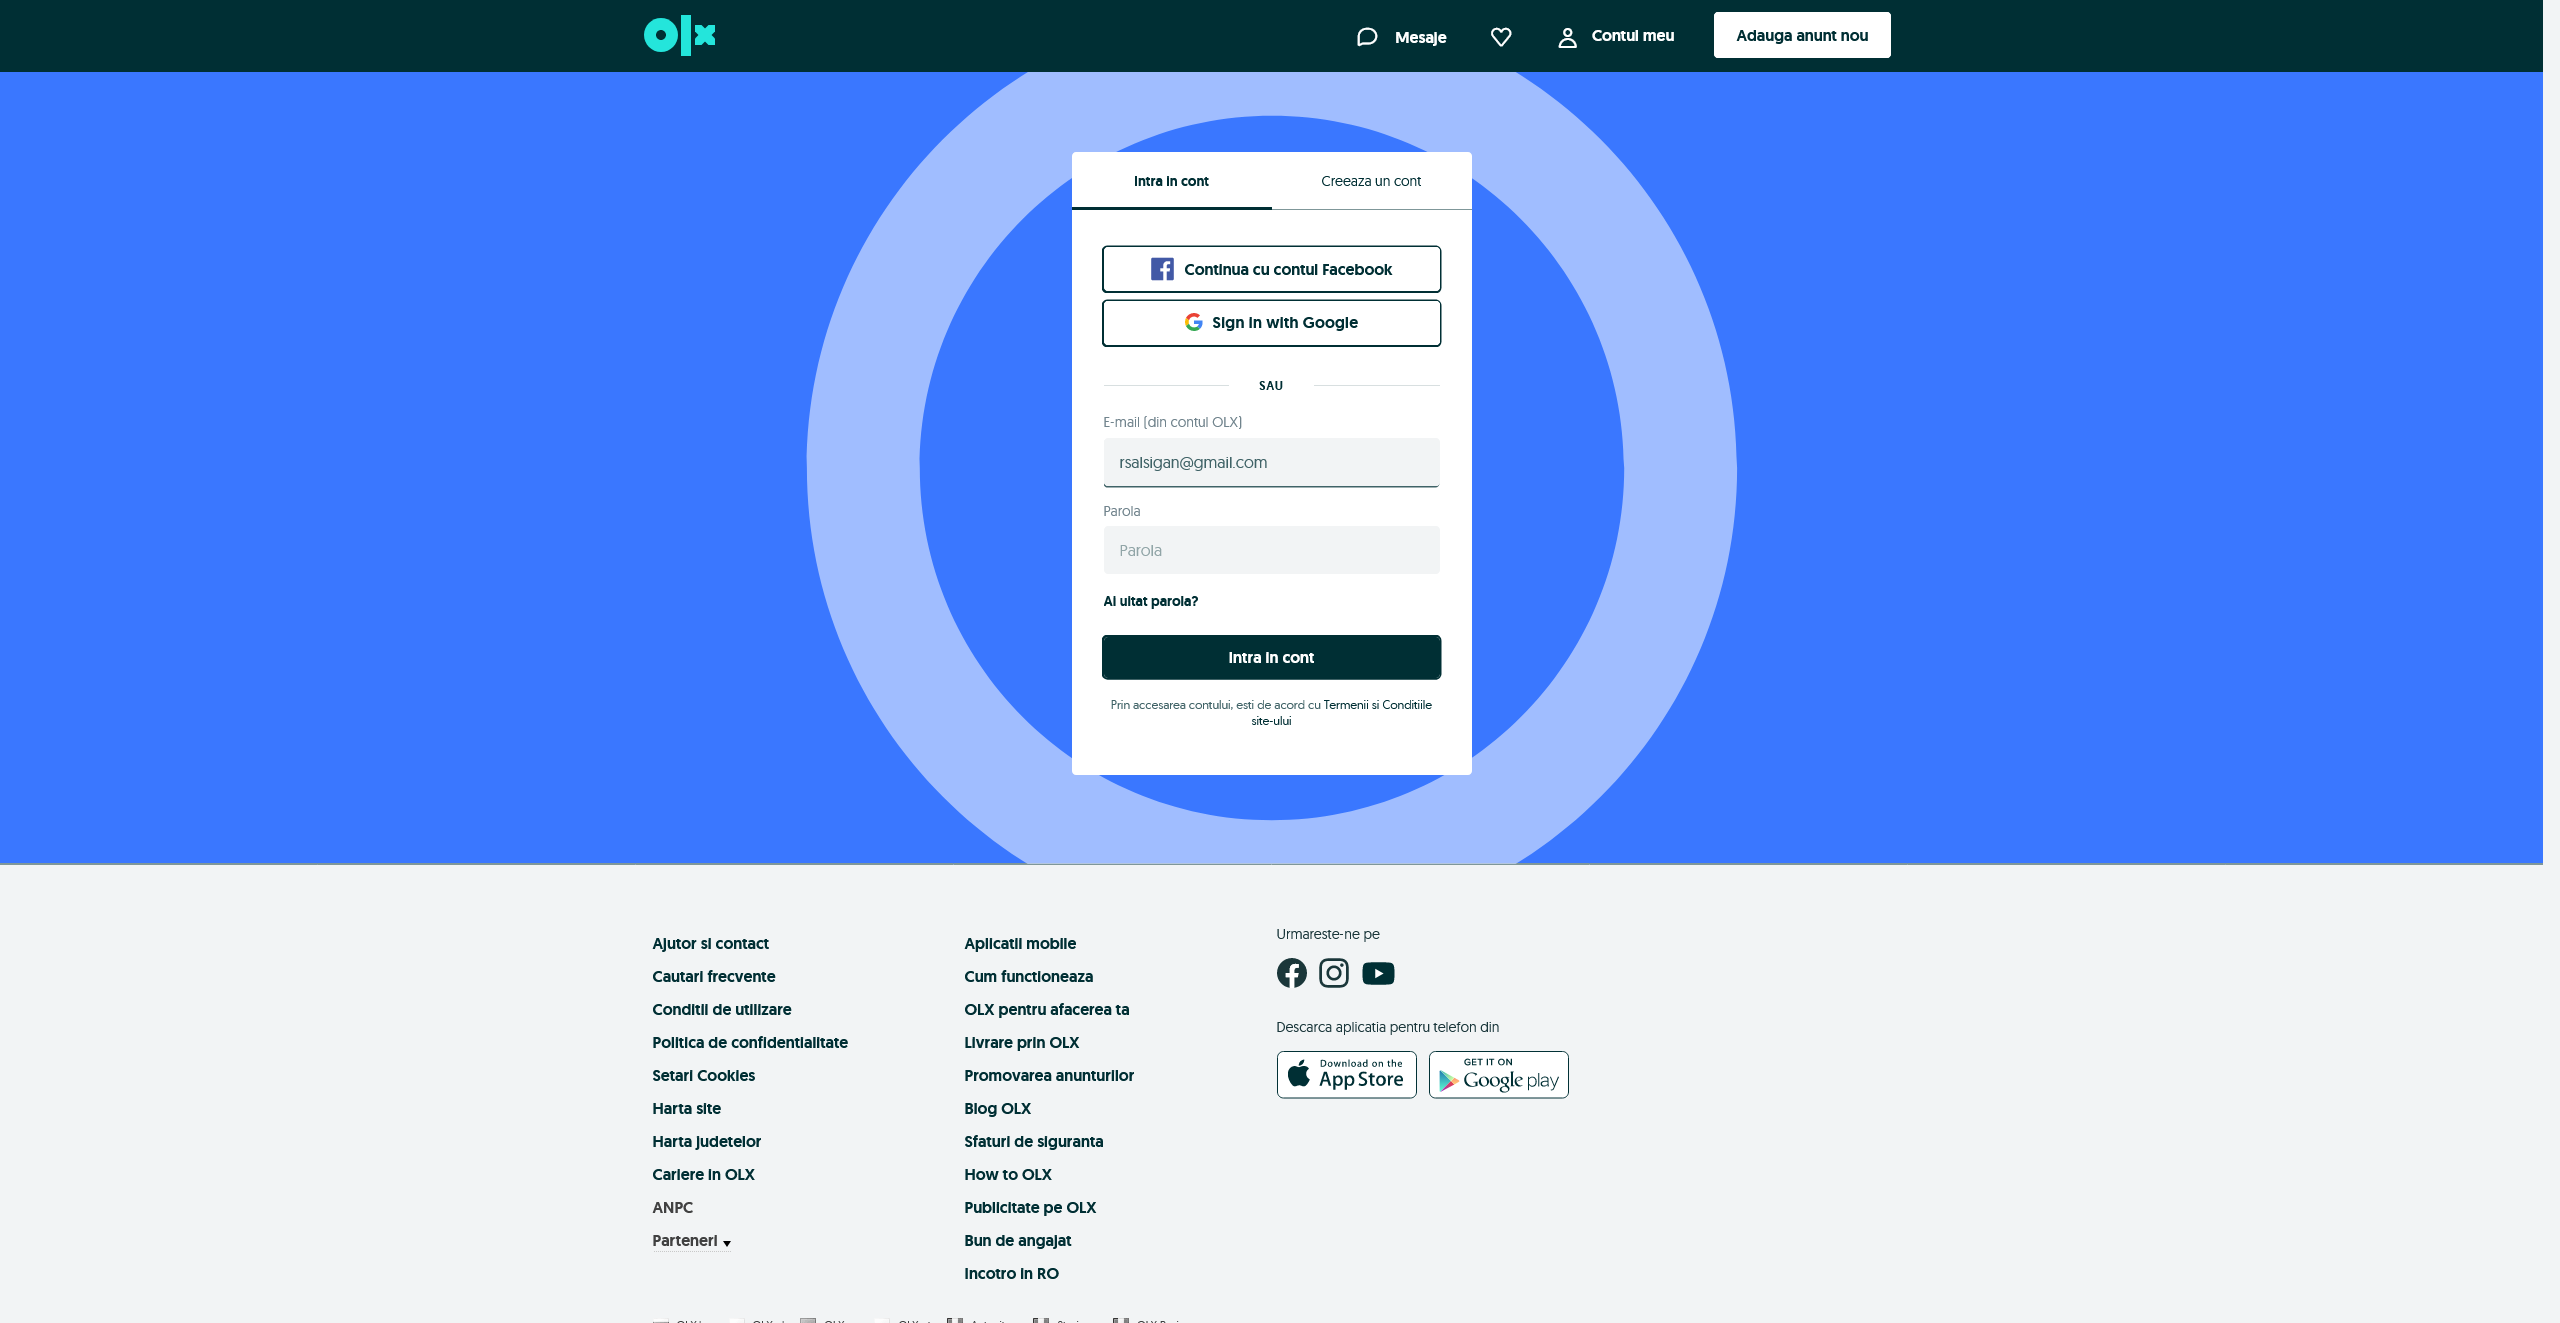 olx
Mesaje
Contul meu
Adauga anunt nou
Intra in cont
Creeaza un cont
Continua cu contul Facebook
Sign in with Google
SAU
E-mail (din contul OLX)
rsalsigan@gmail.com
Parola
Parola
Ai uitat parola?
Intra in cont
Prin accesarea contului, esti de acord cu Termenii si Conditiile
site-ului
Ajutor si contact
Cautari frecvente
Conditii de utilizare
Politica de confidentialitate
Setari Cookies
Harta site
Harta judetelor
Cariere in OLX
ANPC
Parteneri
Aplicatii mobile
Cum functioneaza
OLX pentru afacerea ta
Livrare prin OLX
Promovarea anunturilor
Blog OLX
Sfaturi de siguranta
How to OLX
Publicitate pe OLX
Bun de angajat
Incotro in RO
Urmareste-ne pe
Descarca aplicatia pentru telefon din
Download on the
App Store
GET IT ON
Google play